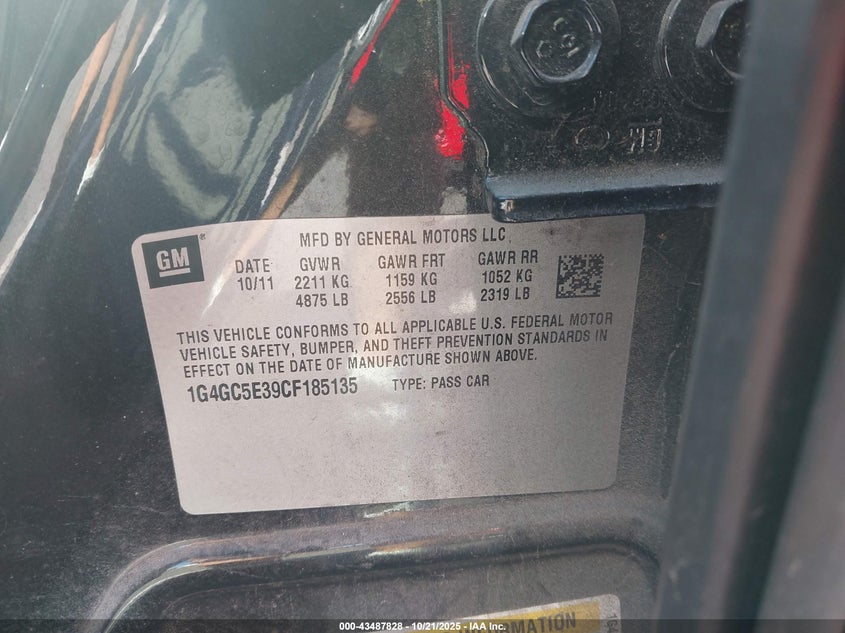 GM
MFD BY GENERAL MOTORS LLC
DATE GVWR GAWR FRT GAWR RR
10/11 2211 KG 1159 KG 1052 KG
4875 LB 2556 LB 2319 LB
THIS VEHICLE CONFORMS TO ALL APPLICABLE U.S. FEDERAL MOTOR
VEHICLE SAFETY, BUMPER, AND THEFT PREVENTION STANDARDS IN
EFFECT ON THE DATE OF MANUFACTURE SHOWN ABOVE.
1G4GC5E39CF185135 TYPE: PASS CAR
000-43487828 - 10/21/2025 - IAA Inc.